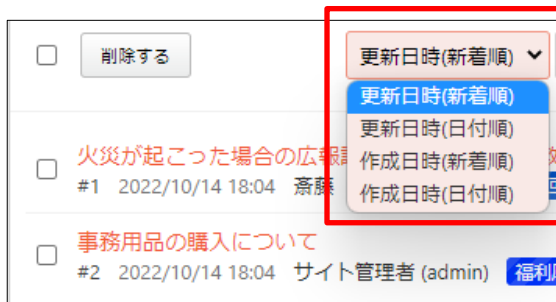 削除する
更新日時(新着順)
更新日時(新着順)
更新日時(日付順)
作成日時(新着順)
作成日時(日付順)
火災が起こった場合の広報
#1 2022/10/14 18:04 斎藤
事務用品の購入について
#2 2022/10/14 18:04 サイト管理者 (admin) 福利